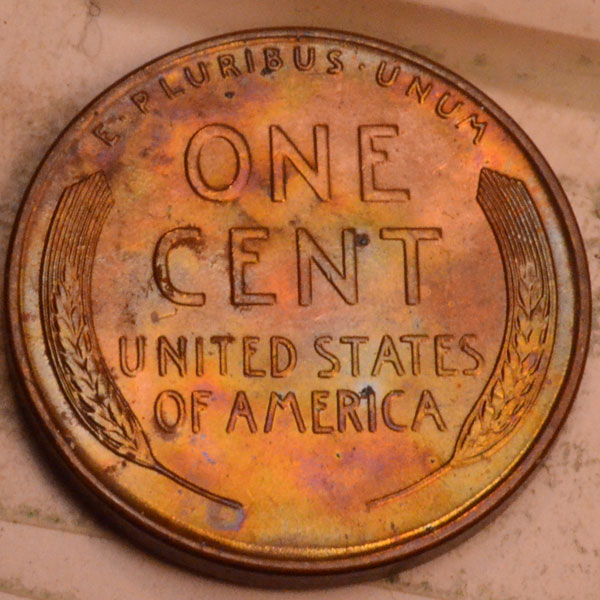 E · PLURIBUS · UNUM
ONE
CENT
UNITED STATES
OF AMERICA